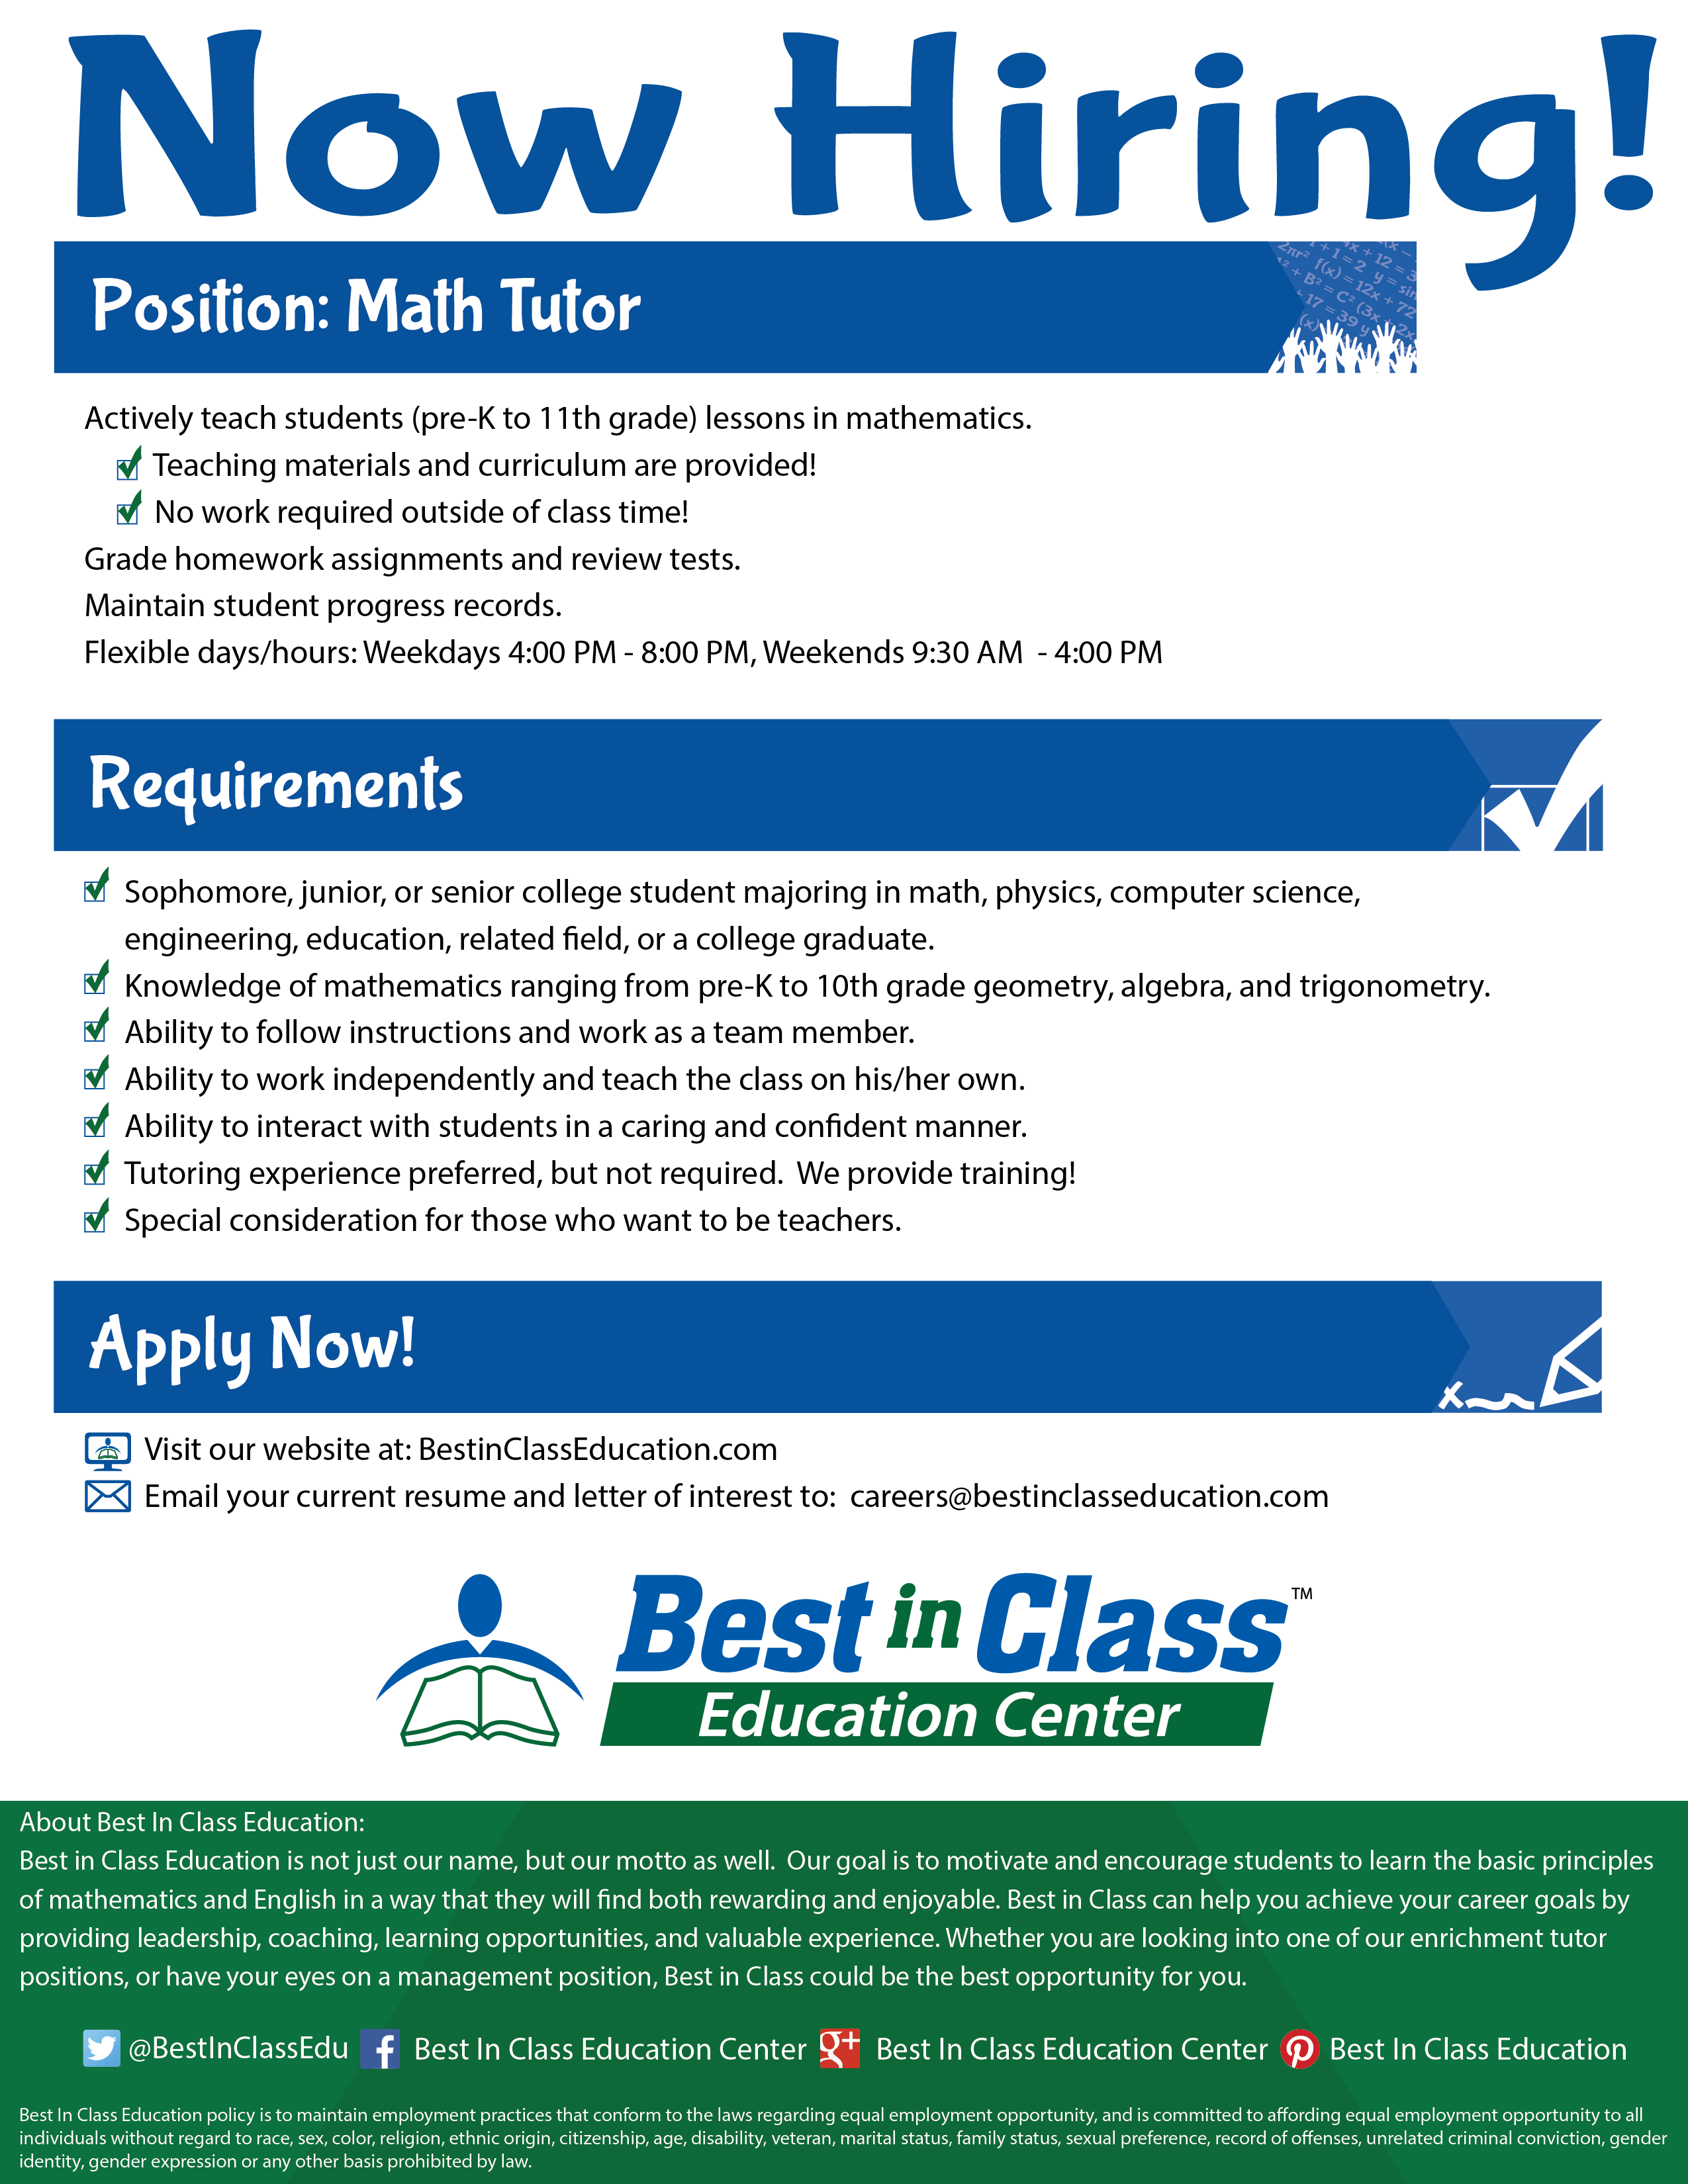 Now Hiring!
Position: Math Tutor
Actively teach students (pre-K to 11th grade) lessons in mathematics.
Teaching materials and curriculum are provided!
No work required outside of class time!
Grade homework assignments and review tests.
Maintain student progress records.
Flexible days/hours: Weekdays 4:00 PM - 8:00 PM, Weekends 9:30 AM  - 4:00 PM
Requirements
Sophomore, junior, or senior college student majoring in math, physics, computer science,
engineering, education, related field, or a college graduate.
Knowledge of mathematics ranging from pre-K to 10th grade geometry, algebra, and trigonometry.
Ability to follow instructions and work as a team member.
Ability to work independently and teach the class on his/her own.
Ability to interact with students in a caring and confident manner.
Tutoring experience preferred, but not required.  We provide training!
Special consideration for those who want to be teachers.
Apply Now!
Visit our website at: BestinClassEducation.com
Email your current resume and letter of interest to:  careers@bestinclasseducation.com
Best in Class™
Education Center
About Best In Class Education:
Best in Class Education is not just our name, but our motto as well.  Our goal is to motivate and encourage students to learn the basic principles
of mathematics and English in a way that they will find both rewarding and enjoyable. Best in Class can help you achieve your career goals by
providing leadership, coaching, learning opportunities, and valuable experience. Whether you are looking into one of our enrichment tutor
positions, or have your eyes on a management position, Best in Class could be the best opportunity for you.
@BestInClassEdu Best In Class Education Center Best In Class Education Center Best In Class Education
Best In Class Education policy is to maintain employment practices that conform to the laws regarding equal employment opportunity, and is committed to affording equal employment opportunity to all
individuals without regard to race, sex, color, religion, ethnic origin, citizenship, age, disability, veteran, marital status, family status, sexual preference, record of offenses, unrelated criminal conviction, gender
identity, gender expression or any other basis prohibited by law.